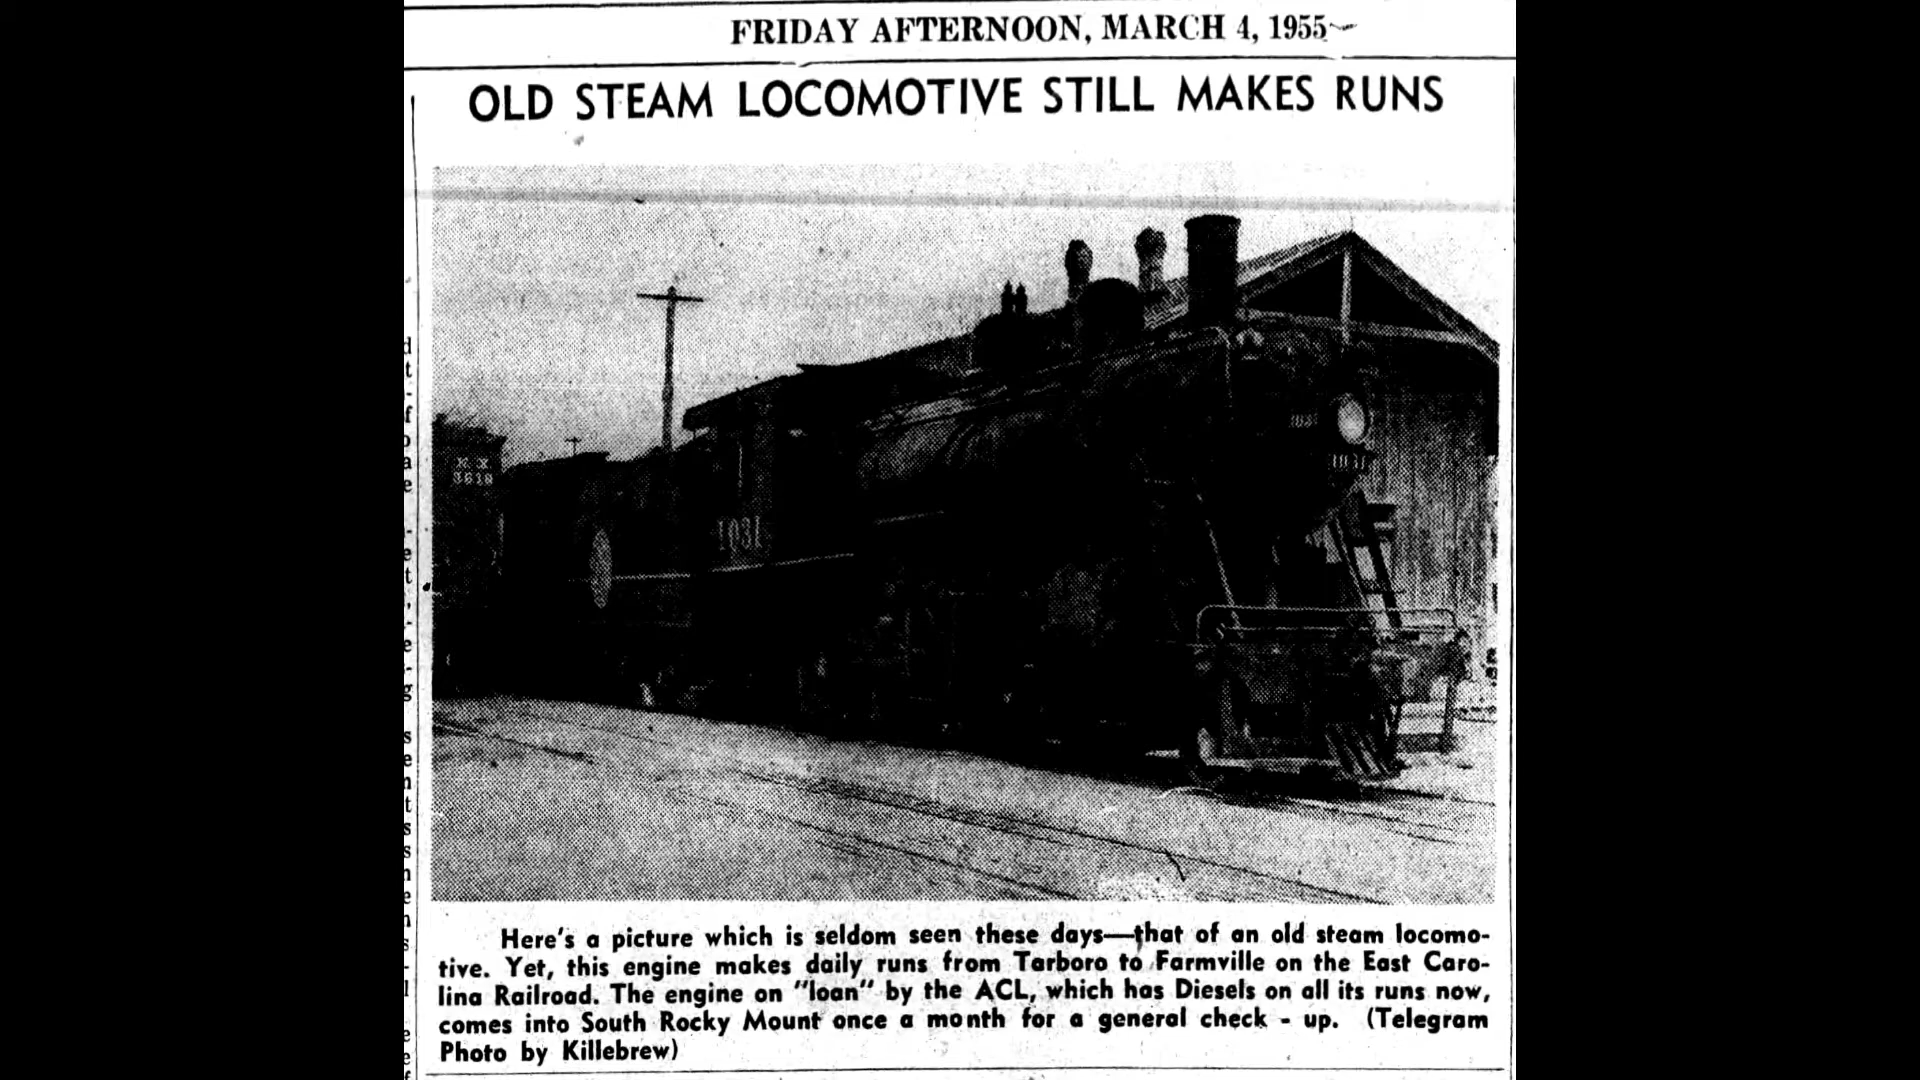 FRIDAY AFTERNOON, MARCH 4, 1955
OLD STEAM LOCOMOTIVE STILL MAKES RUNS
3618
1031
1031
Here's a picture which is seldom seen these days—that of an old steam locomo-
tive. Yet, this engine makes daily runs from Tarboro to Farmville on the East Caro-
lina Railroad. The engine on "loan" by the ACL, which has Diesels on all its runs now,
comes into South Rocky Mount once a month for a general check - up. (Telegram
Photo by Killebrew)